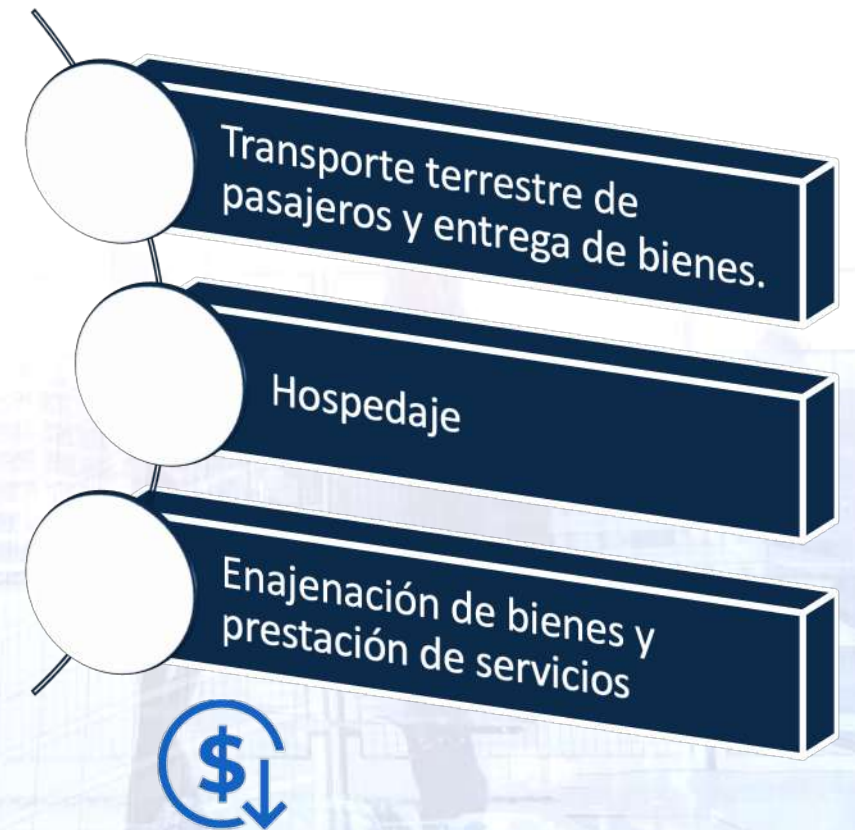 Transporte terrestre de
pasajeros y entrega de bienes.
Hospedaje
Enajenación de bienes y
prestación de servicios
$